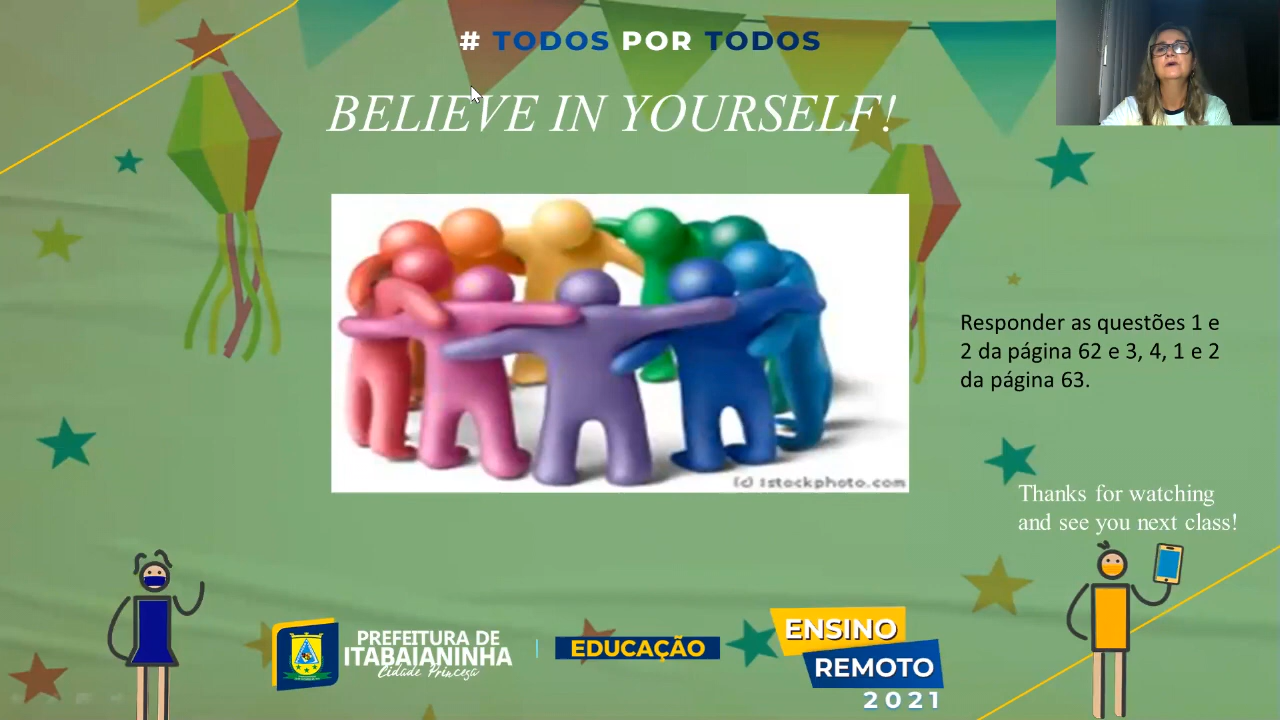 # TODOS POR TODOS
BELIEVE IN YOURSELF!
(c) istockphoto.com
Responder as questões 1 e
2 da página 62 e 3, 4, 1 e 2
da página 63.
Thanks for watching
and see you next class!
PREFEITURA DE
ITABAIANINHA
Cidade Princesa
EDUCAÇÃO
ENSINO
REMOTO
2021